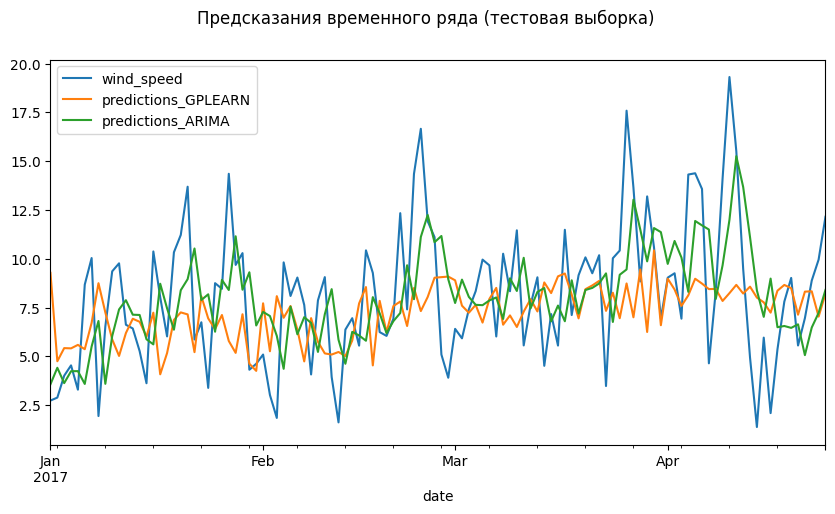 Предсказания временного ряда (тестовая выборка)
20.0
17.5
15.0
12.5
10.0
7.5
5.0
2.5
wind_speed
predictions_GPLEARN
predictions_ARIMA
Jan
2017
Feb
Mar
Apr
date